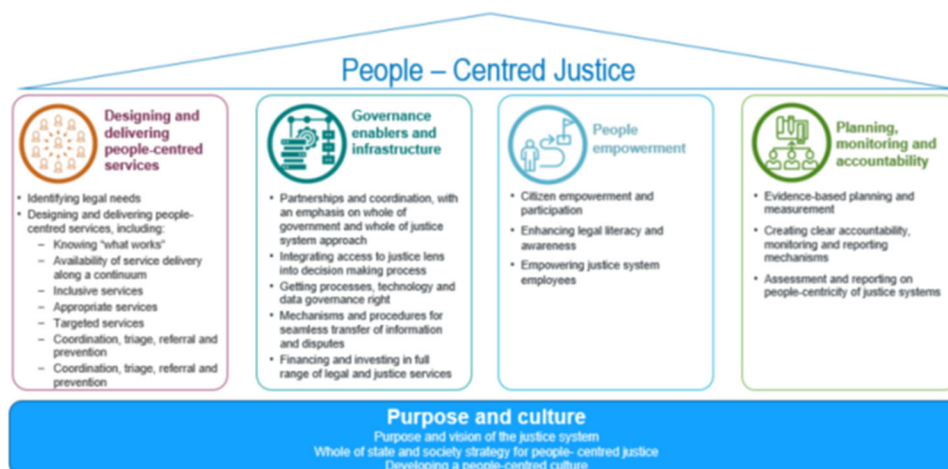 People – Centred Justice
Designing and
delivering
people-centred
services
• Identifying legal needs
• Designing and delivering people-
centred services, including:
– Knowing "what works"
– Availability of service delivery
along a continuum
– Inclusive services
– Appropriate services
– Targeted services
– Coordination, triage, referral and
prevention
– Coordination, triage, referral and
prevention
Governance
enablers and
infrastructure
• Partnerships and coordination, with
an emphasis on whole of
government and whole of justice
system approach
• Integrating access to justice lens
into decision making process
• Getting processes, technology and
data governance right
• Mechanisms and procedures for
seamless transfer of information
and disputes
• Financing and investing in full
range of legal and justice services
People
empowerment
• Citizen empowerment and
participation
• Enhancing legal literacy and
awareness
• Empowering justice system
employees
Planning,
monitoring and
accountability
• Evidence-based planning and
measurement
• Creating clear accountability,
monitoring and reporting
mechanisms
• Assessment and reporting on
people-centricity of justice systems
Purpose and culture
Purpose and vision of the justice system
Whole of state and society strategy for people- centred justice
Developing a people-centred culture